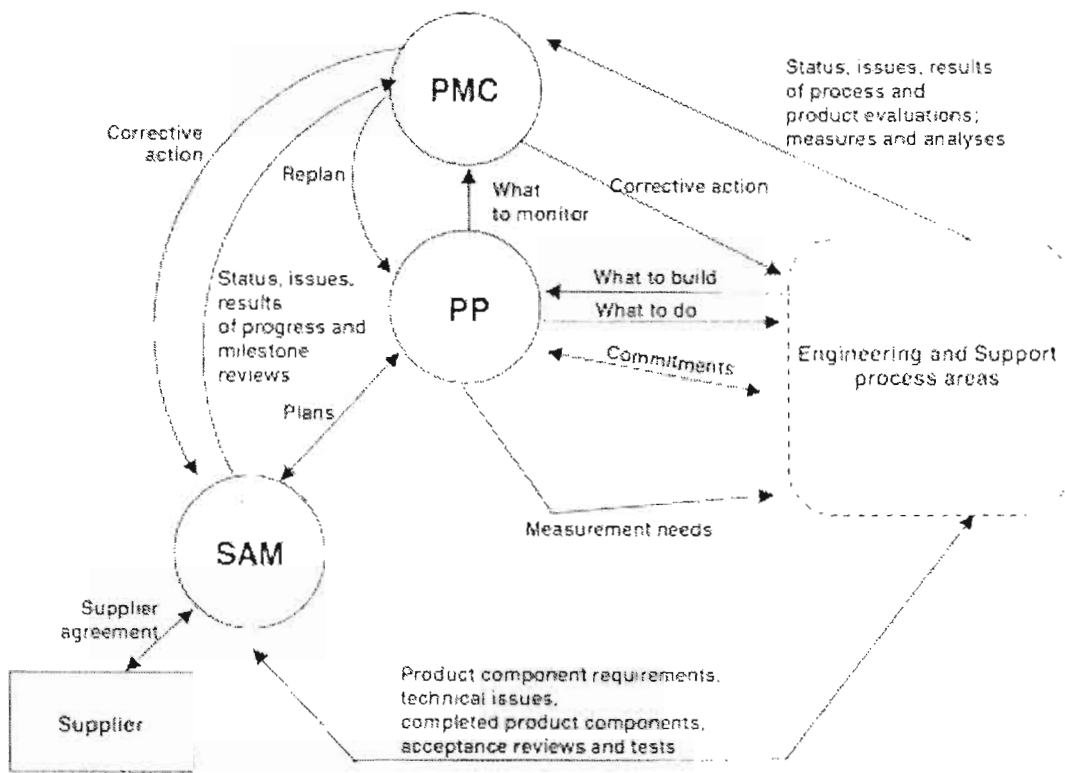 PMC
Status, issues, results
of process and
product evaluations;
measures and analyses
Corrective
action
Replan
What
to monitor
Corrective action
Status, issues,
results
of progress and
milestone
reviews
PP
What to build
What to do
Commitments
Engineering and Support
process areas
Plans
Measurement needs
SAM
Supplier
agreement
Supplier
Product component requirements,
technical issues,
completed product components,
acceptance reviews and tests